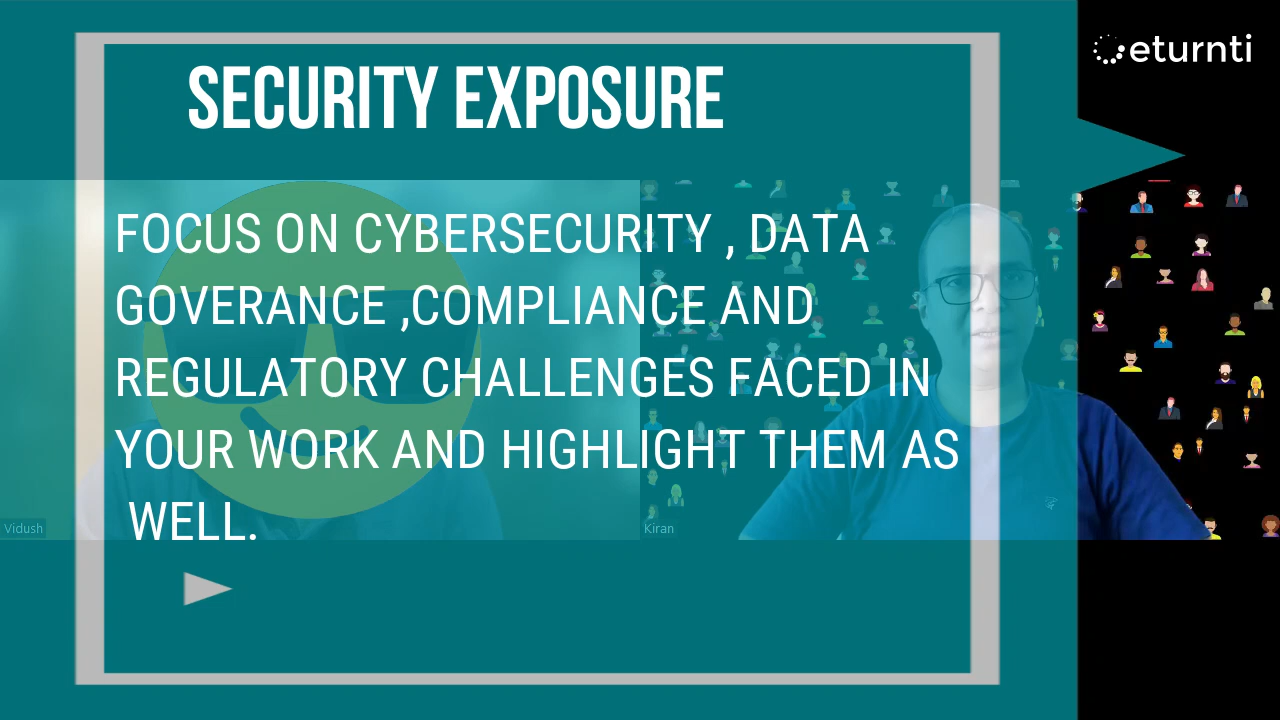 eturnti
SECURITY EXPOSURE
FOCUS ON CYBERSECURITY , DATA
GOVERANCE ,COMPLIANCE AND
REGULATORY CHALLENGES FACED IN
YOUR WORK AND HIGHLIGHT THEM AS
WELL.
Vidush
Kiran